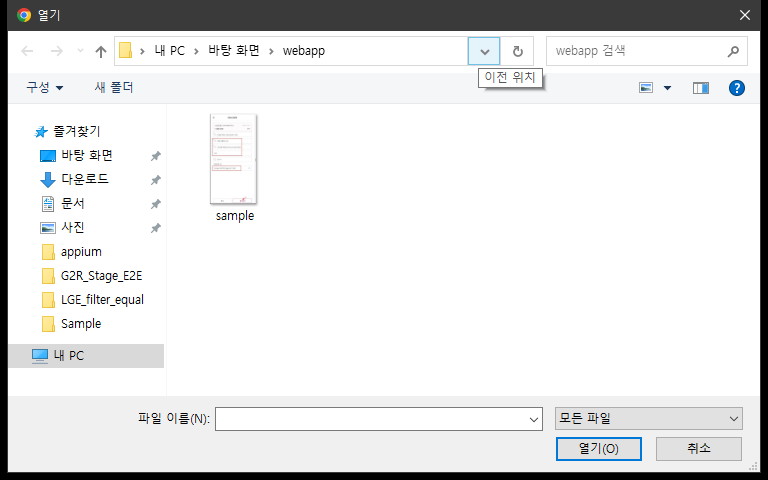 열기
내 PC > 바탕 화면 > webapp
webapp 검색
이전 위치
구성
새 폴더
즐겨찾기
바탕 화면
다운로드
문서
사진
appium
G2R_Stage_E2E
LGE_filter_equal
Sample
내 PC
sample
파일 이름(N):
모든 파일
열기(O)
취소